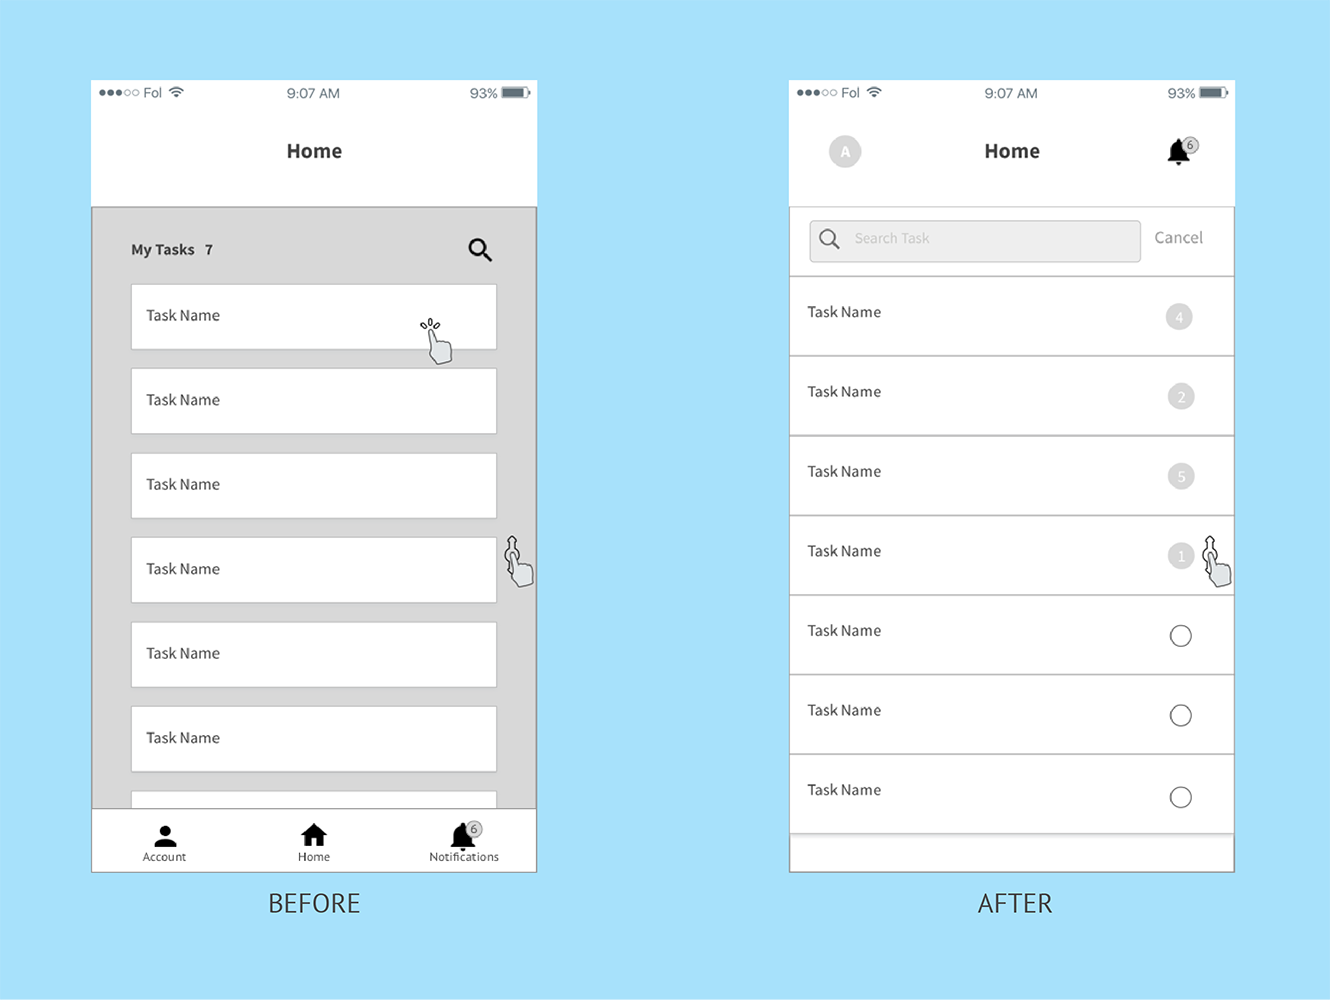 Fol 9:07 AM 93%
Home
My Tasks 7
Task Name
Task Name
Task Name
Task Name
Task Name
Task Name
6
Account Home Notifications
BEFORE
Fol 9:07 AM 93%
A Home 6
Search Task Cancel
Task Name 4
Task Name 2
Task Name 5
Task Name 1
Task Name
Task Name
Task Name
AFTER